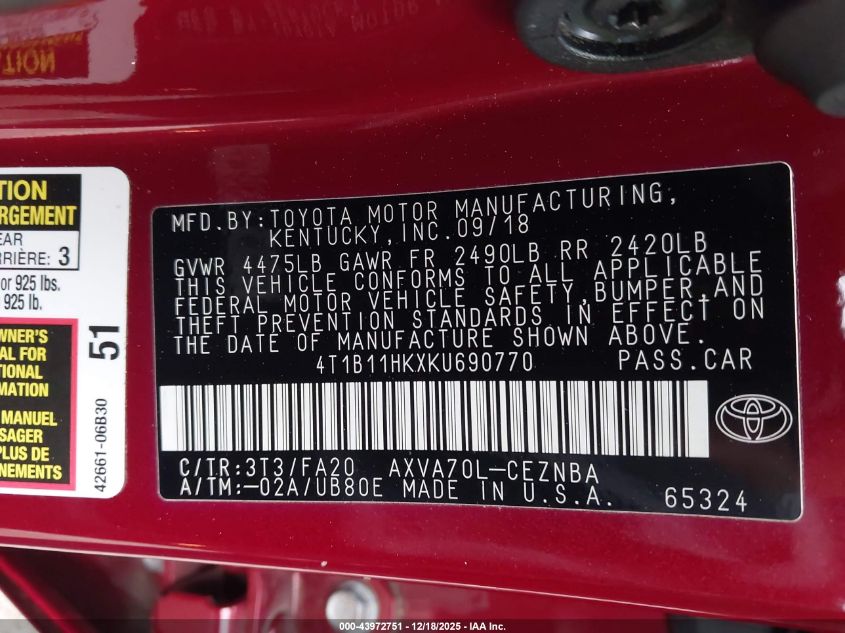 TION
RGEMENT
EAR
ARRIÈRE: 3
or 925 lbs.
925 lb.
WNER'S
AL FOR
TIONAL
MATION
MANUEL
SAGER
PLUS DE
NEMENTS
51
42661-06B30
MFD.BY:TOYOTA MOTOR MANUFACTURING,
KENTUCKY,INC.09/18
GVWR 4475LB GAWR FR 2490LB RR 2420LB
THIS VEHICLE CONFORMS TO ALL APPLICABLE
FEDERAL MOTOR VEHICLE SAFETY,BUMPER,AND
THEFT PREVENTION STANDARDS IN EFFECT ON
THE DATE OF MANUFACTURE SHOWN ABOVE.
4T1B11HKXKU690770 PASS.CAR
C/TR:3T3/FA20 AXVA70L-CEZNBA
A/TM:-02A/UB80E MADE IN U.S.A. 65324
000-43972751 - 12/18/2025 - IAA Inc.